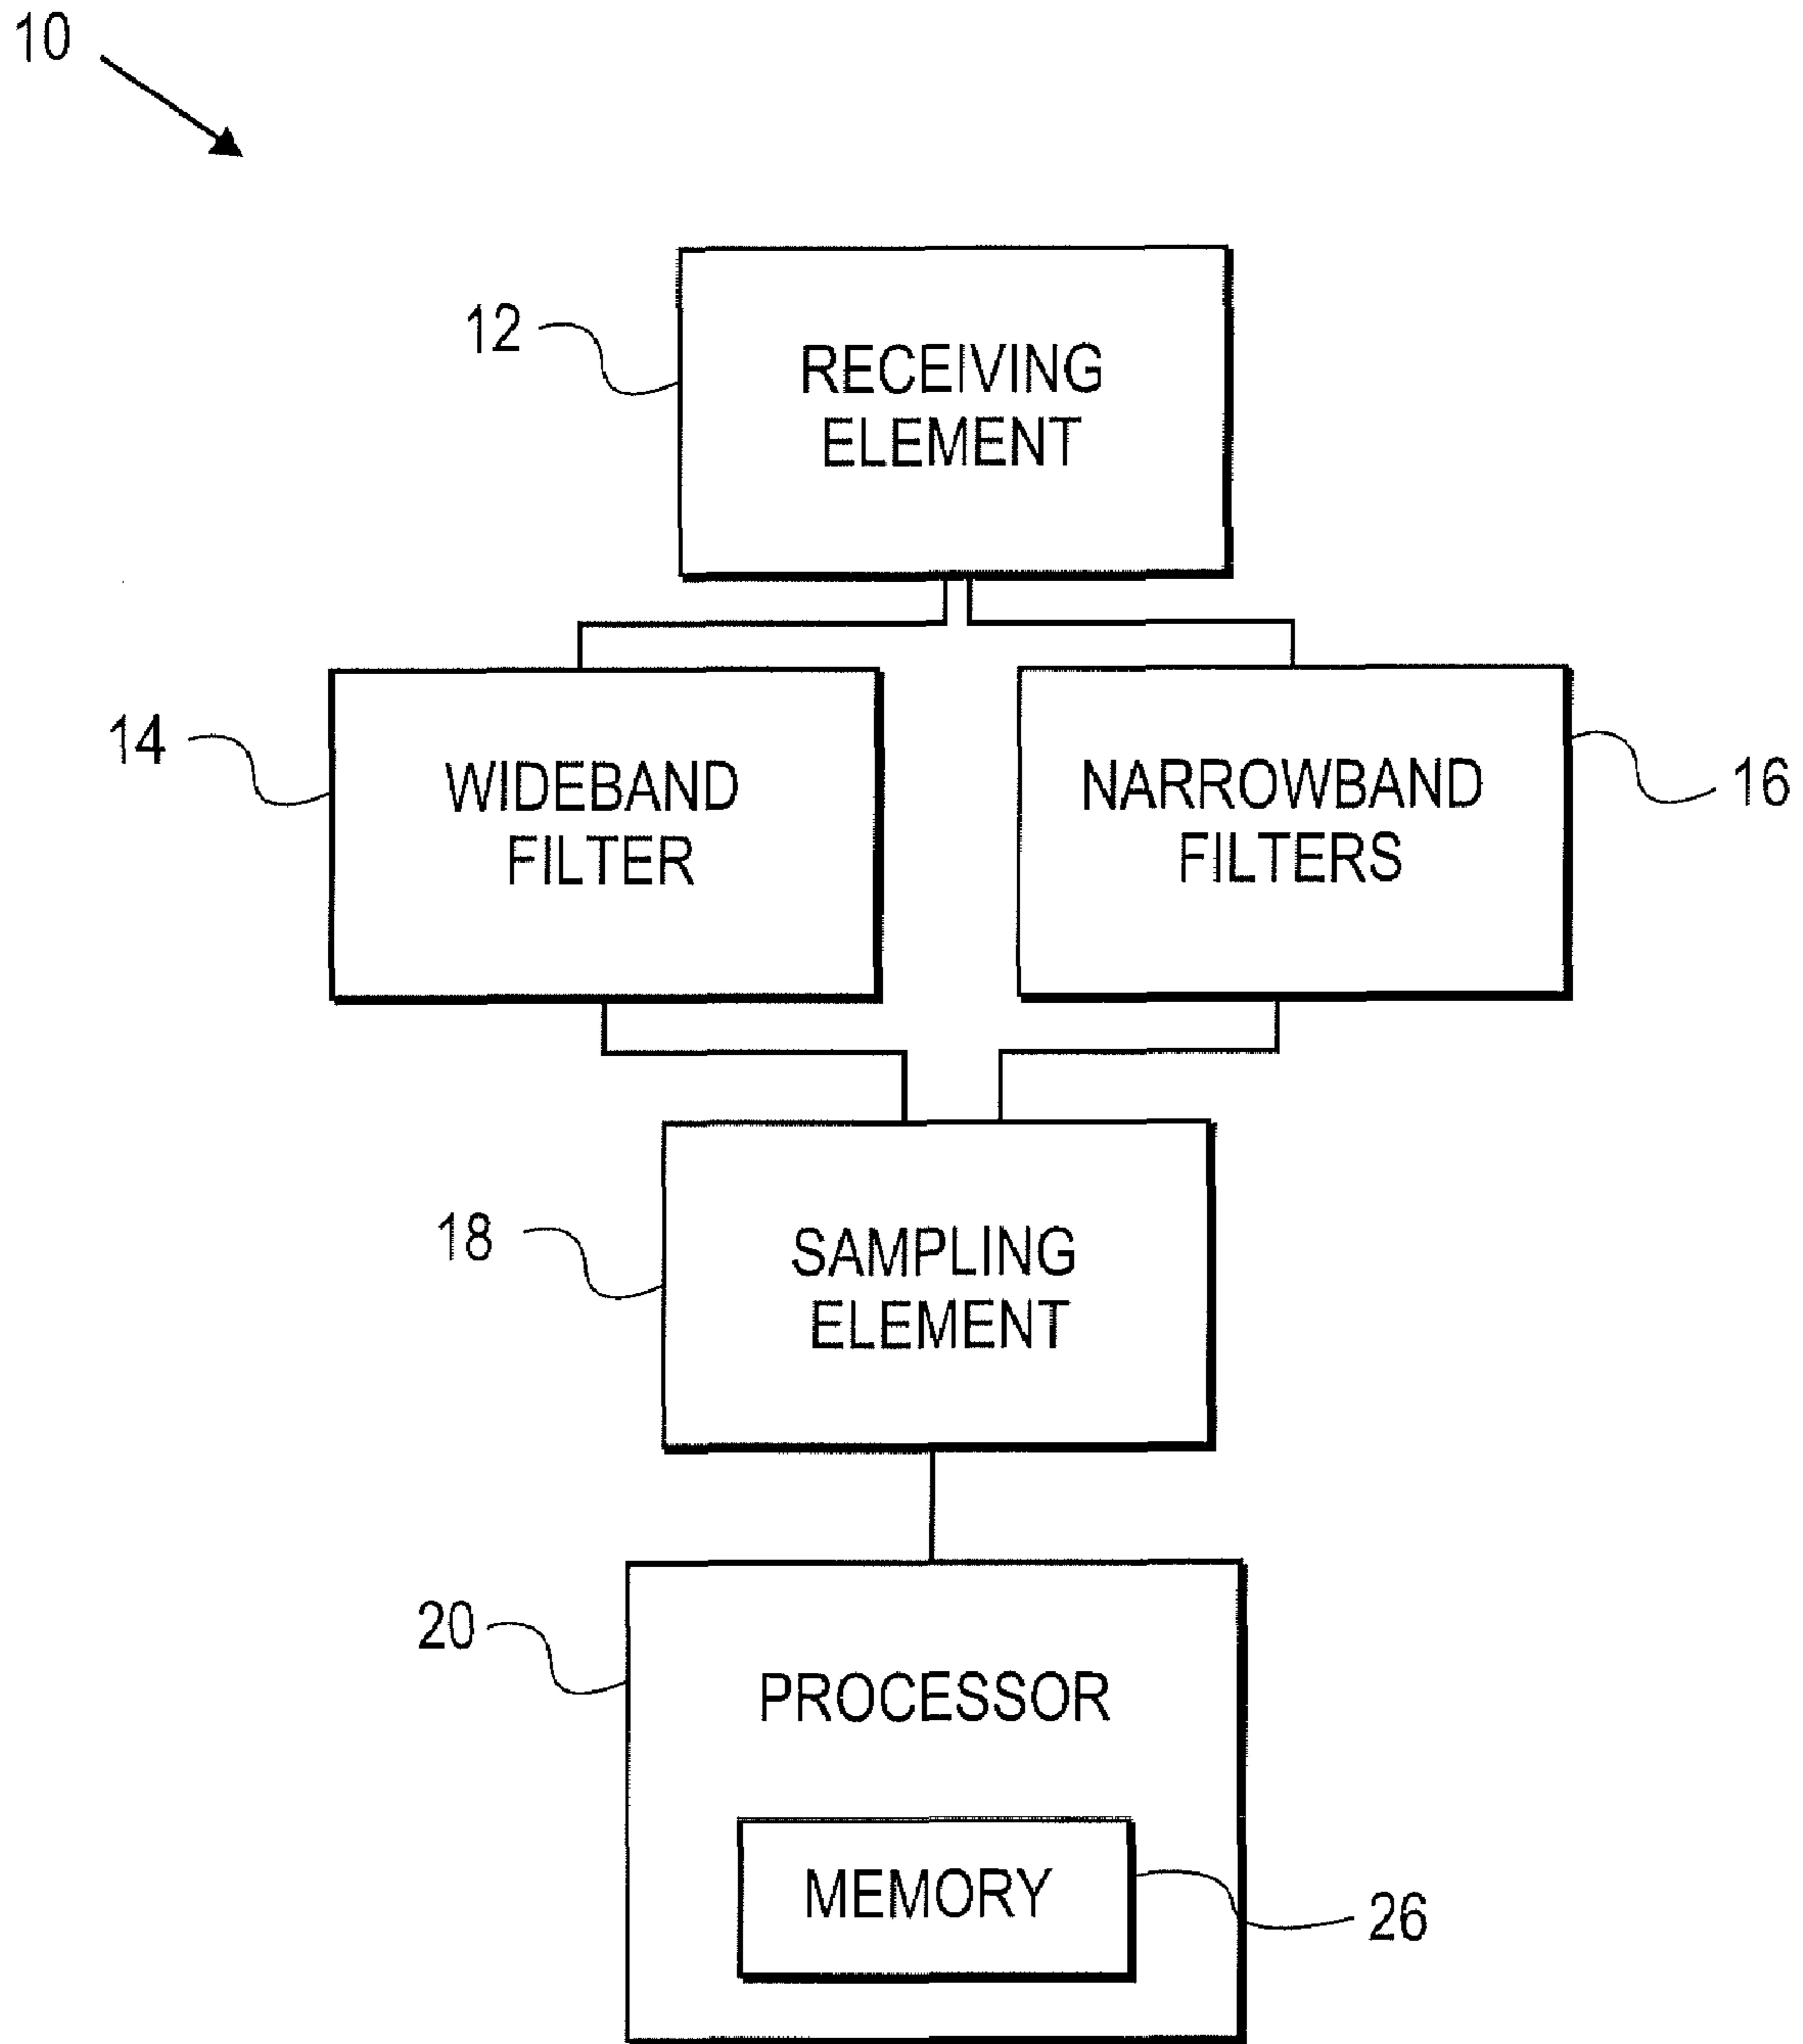 10
12
RECEIVING
ELEMENT
14
WIDEBAND
FILTER
NARROWBAND
FILTERS
16
18
SAMPLING
ELEMENT
20
PROCESSOR
MEMORY
26